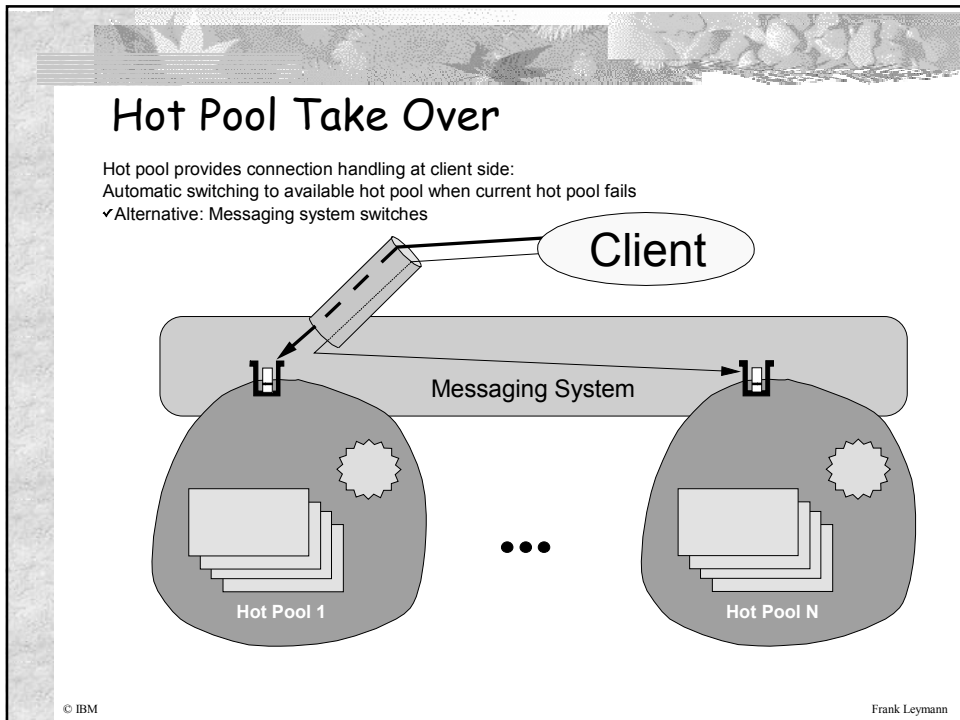 Hot Pool Take Over
Hot pool provides connection handling at client side:
Automatic switching to available hot pool when current hot pool fails
✓Alternative: Messaging system switches
Client
Messaging System
Hot Pool 1
Hot Pool N
© IBM
Frank Leymann